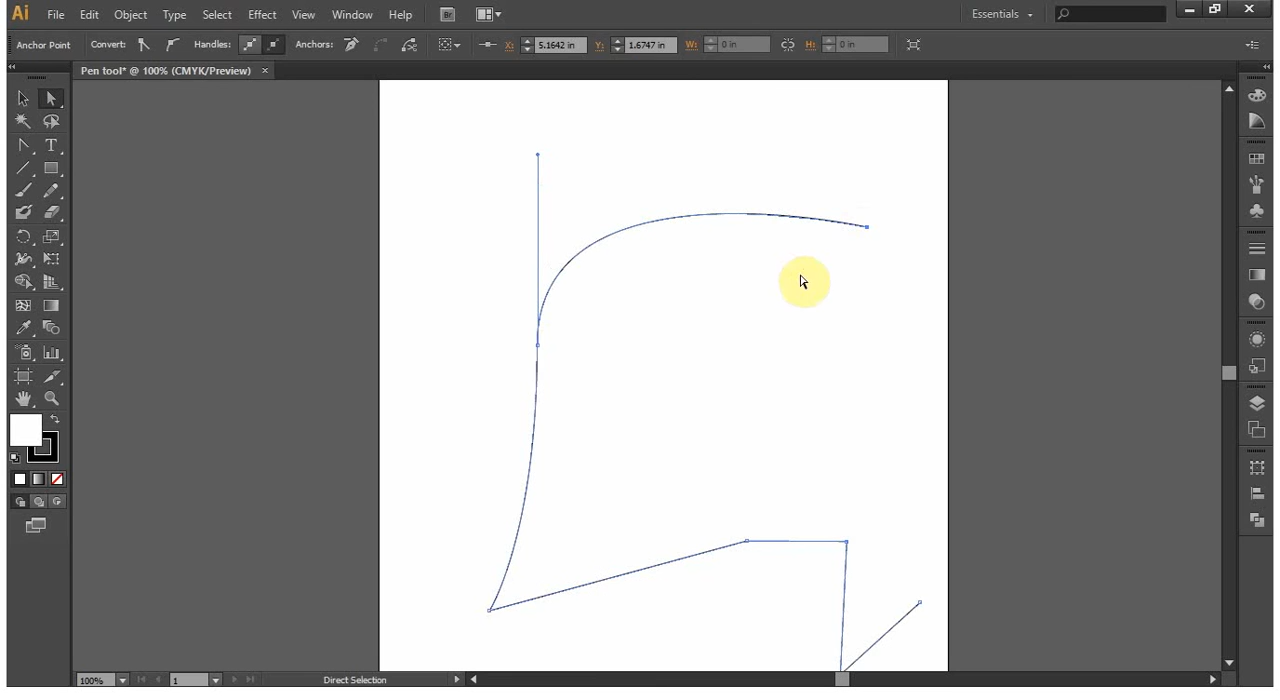 Ai File Edit Object Type Select Effect View Window Help Br Essentials
Anchor Point Convert: Handles: Anchors: X: 5.1642 in Y: 1.6747 in W: 0 in H: 0 in
Pen tool* @ 100% (CMYK/Preview) ×
T
100% 1 Direct Selection